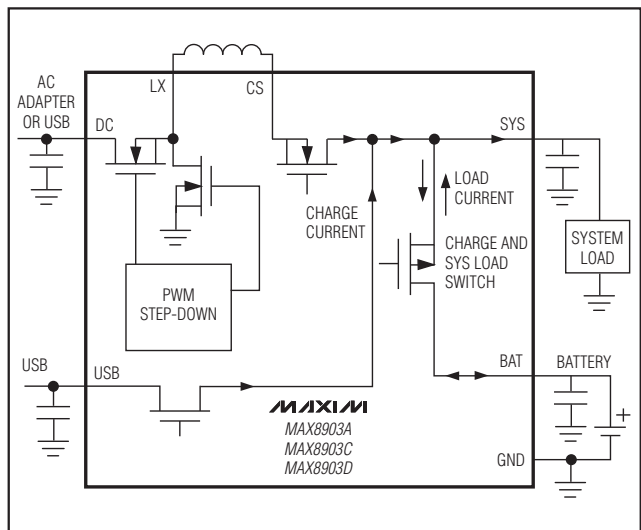 AC
ADAPTER
OR USB
LX
CS
DC
SYS
CHARGE
CURRENT
LOAD
CURRENT
CHARGE AND
SYS LOAD
SWITCH
SYSTEM
LOAD
PWM
STEP-DOWN
USB
USB
BAT
BATTERY
+
MAXIM
MAX8903A
MAX8903C
MAX8903D
GND